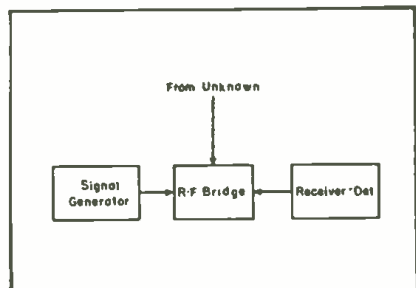 From Unknown
Signal
Generator
R-F Bridge
Receiver-Det